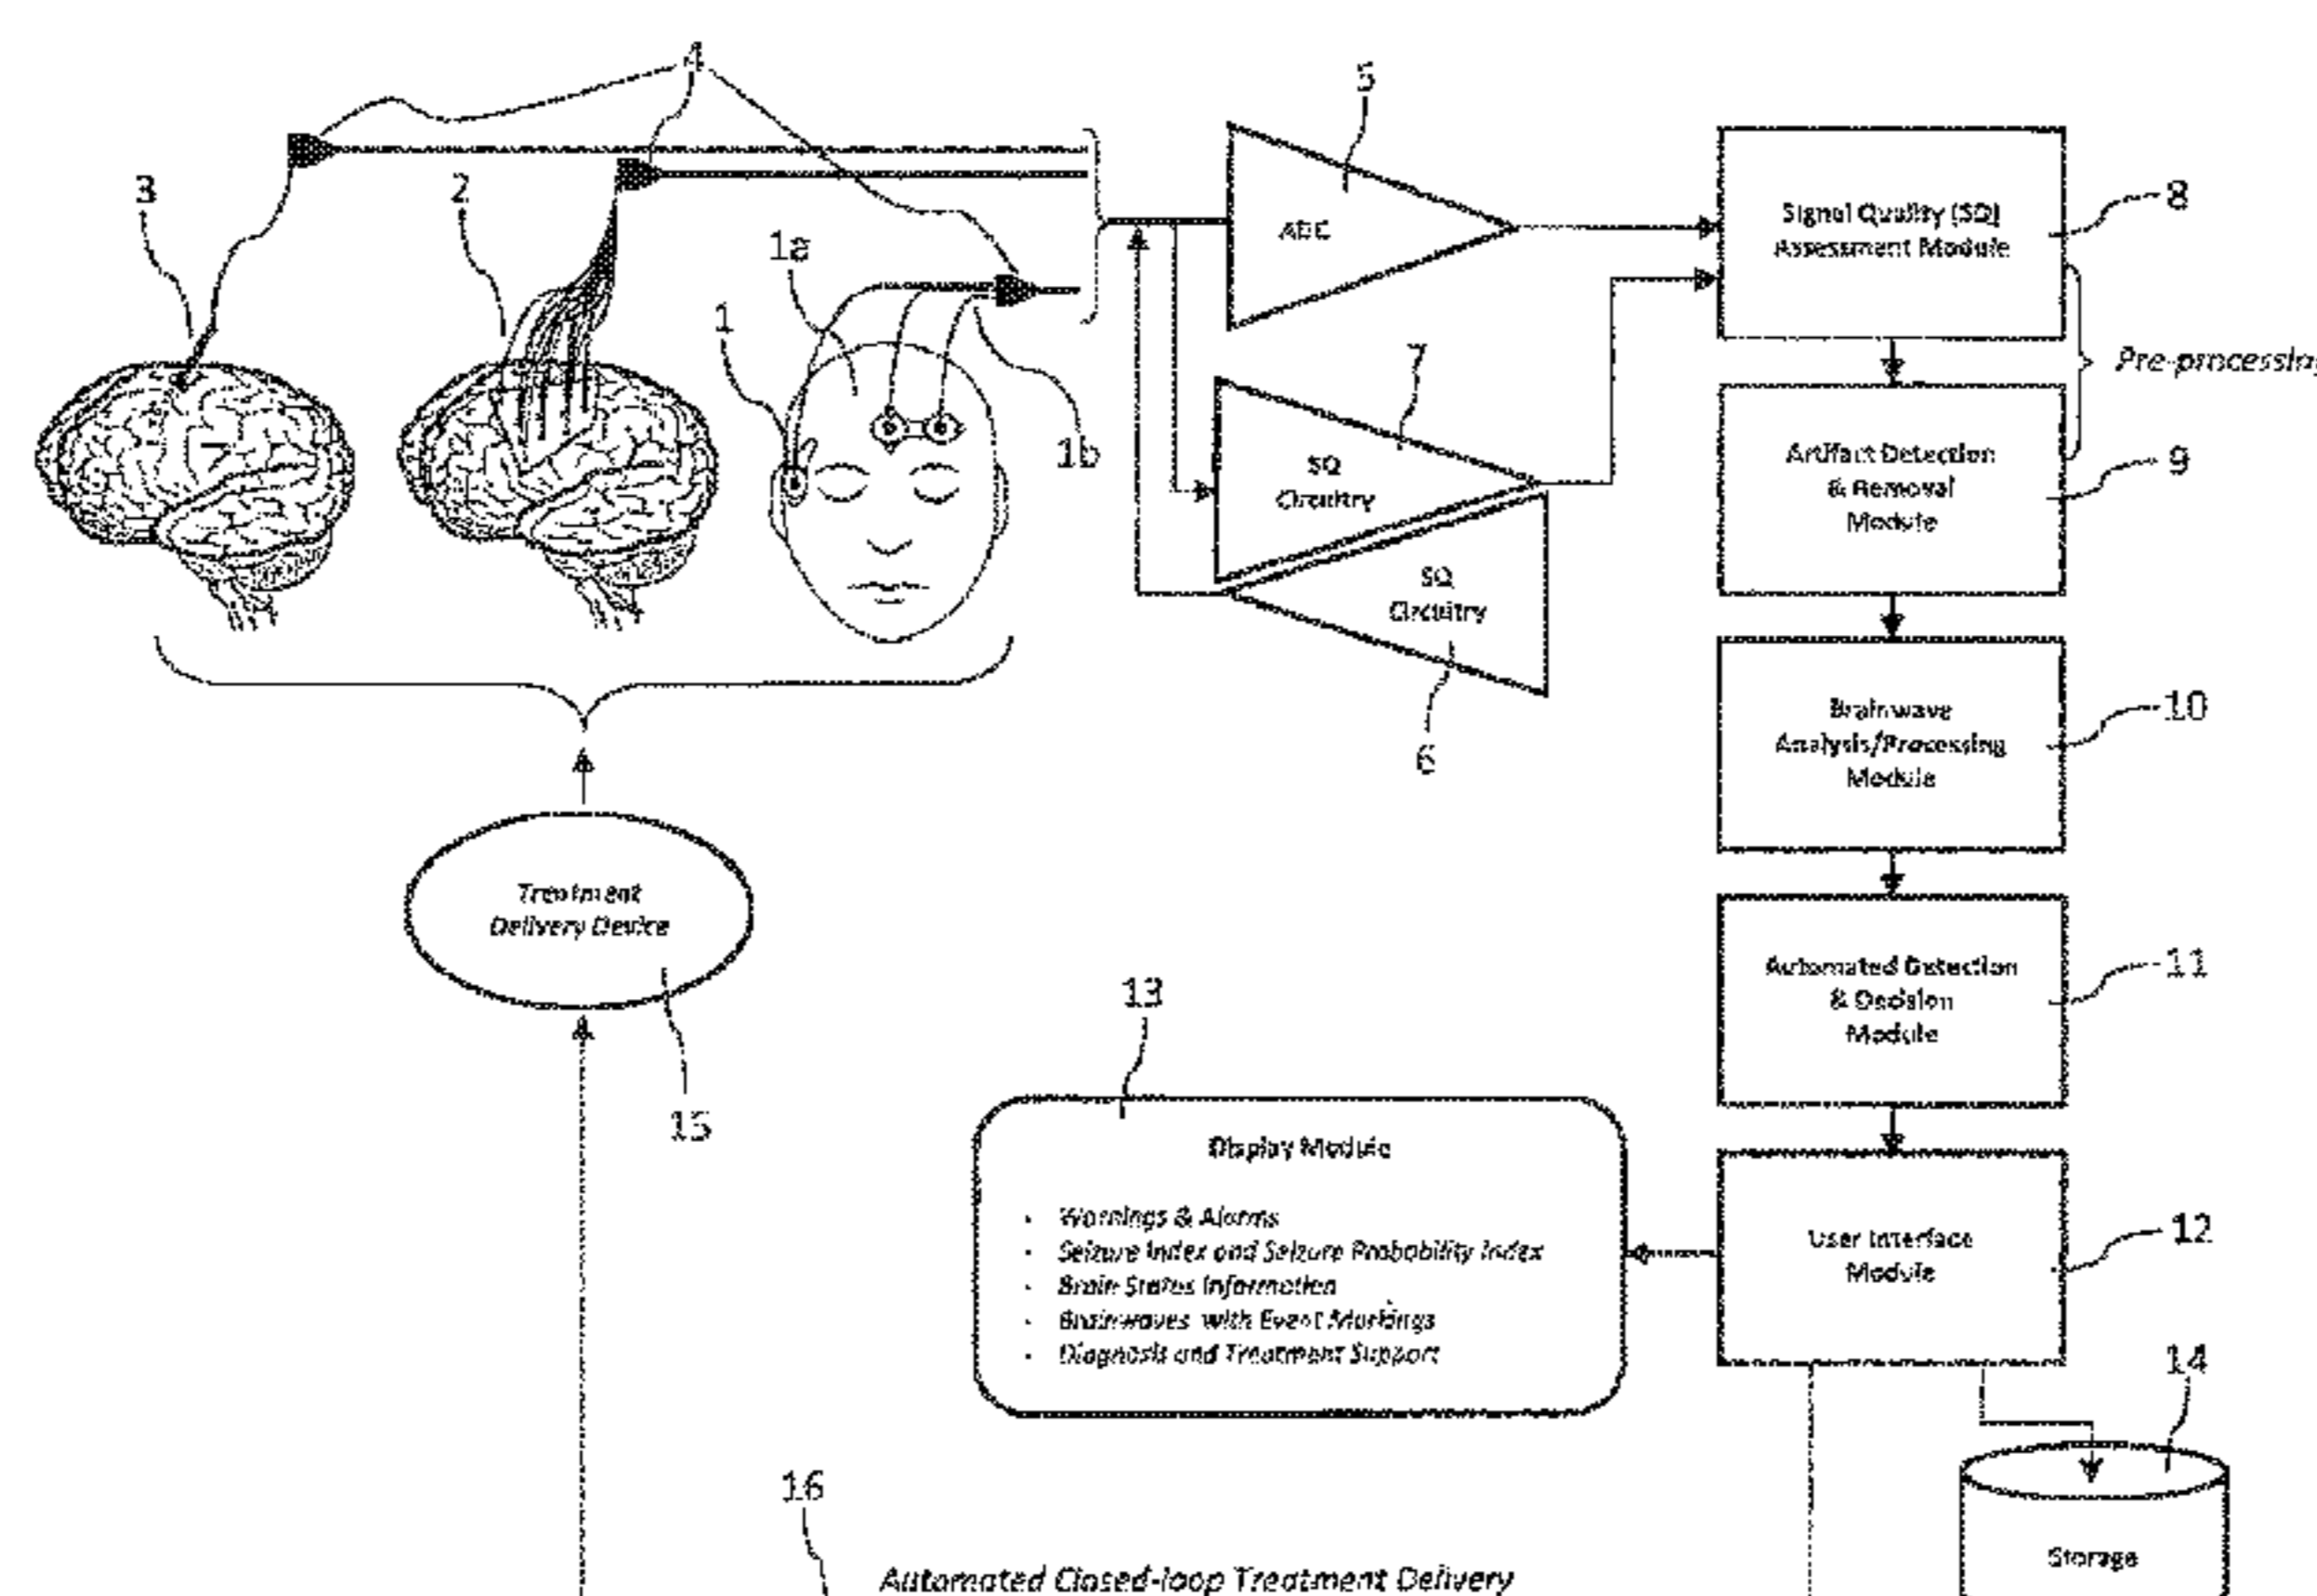 4
5
3
2
1a
1
1b
ADC
7
SQ
Circuitry
SQ
Circuitry
6
Signal Quality (SQ)
Assessment Module
8
Pre-processing
Artifact Detection
& Removal
Module
9
Brainwave
Analysis/Processing
Module
10
Automated Detection
& Decision
Module
11
Treatment
Delivery Device
15
13
Display Module
• Warnings & Alarms
• Seizure Index and Seizure Probability Index
• Brain Status Information
• Brainwaves with Event Markings
• Diagnosis and Treatment Support
User Interface
Module
12
14
Storage
16
Automated Closed-loop Treatment Delivery